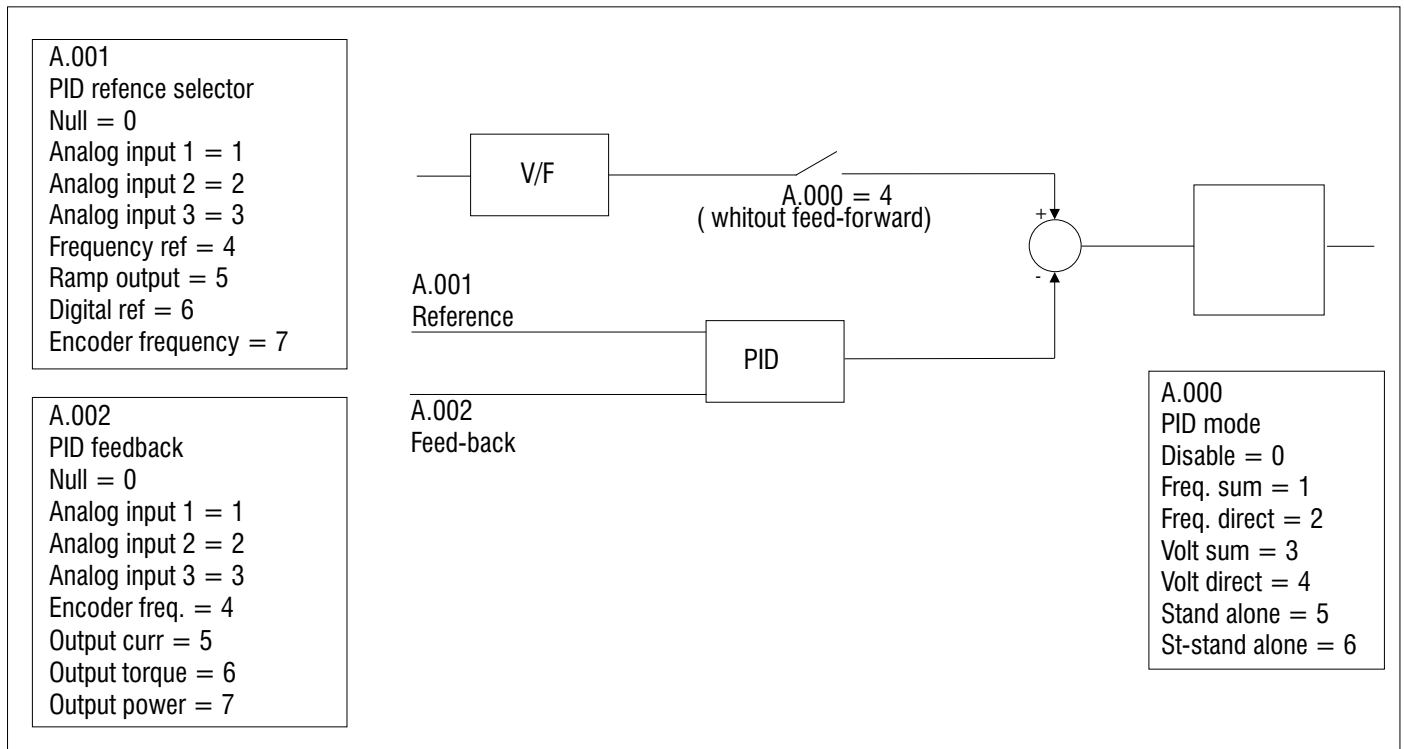 A.001
PID refence selector
Null = 0
Analog input 1 = 1
Analog input 2 = 2
Analog input 3 = 3
Frequency ref = 4
Ramp output = 5
Digital ref = 6
Encoder frequency = 7
A.002
PID feedback
Null = 0
Analog input 1 = 1
Analog input 2 = 2
Analog input 3 = 3
Encoder freq. = 4
Output curr = 5
Output torque = 6
Output power = 7
V/F
A.000 = 4
( whitout feed-forward)
+
-
A.001
Reference
PID
A.002
Feed-back
A.000
PID mode
Disable = 0
Freq. sum = 1
Freq. direct = 2
Volt sum = 3
Volt direct = 4
Stand alone = 5
St-stand alone = 6